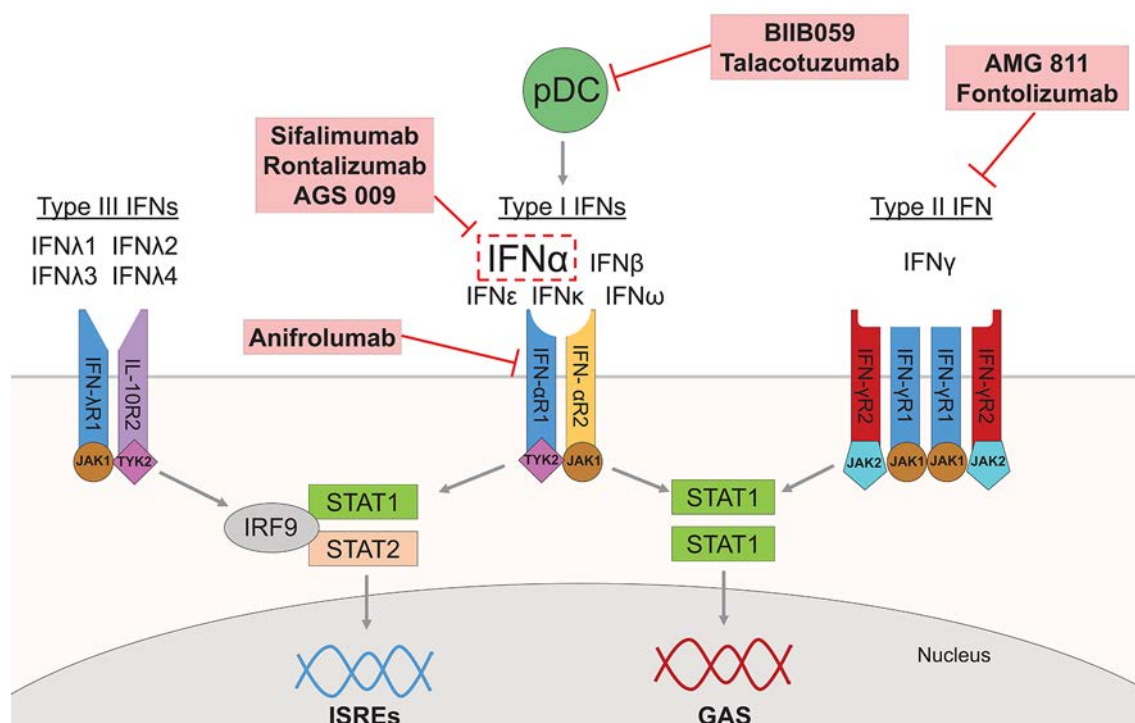 BIIB059
Talacotuzumab
pDC
AMG 811
Fontolizumab
Sifalimumab
Rontalizumab
AGS 009
Type III IFNs
IFNλ1 IFNλ2
IFNλ3 IFNλ4
Type I IFNs
IFNα IFNβ
IFNε IFNκ IFNω
Type II IFN
IFNγ
Anifrolumab
IFN-λR1
IL-10R2
IFN-αR1
IFN- αR2
IFN-γR2
IFN-γR1
IFN-γR1
IFN-γR2
JAK1
TYK2
TYK2
JAK1
JAK2
JAK1
JAK1
JAK2
IRF9
STAT1
STAT2
STAT1
STAT1
Nucleus
ISREs
GAS